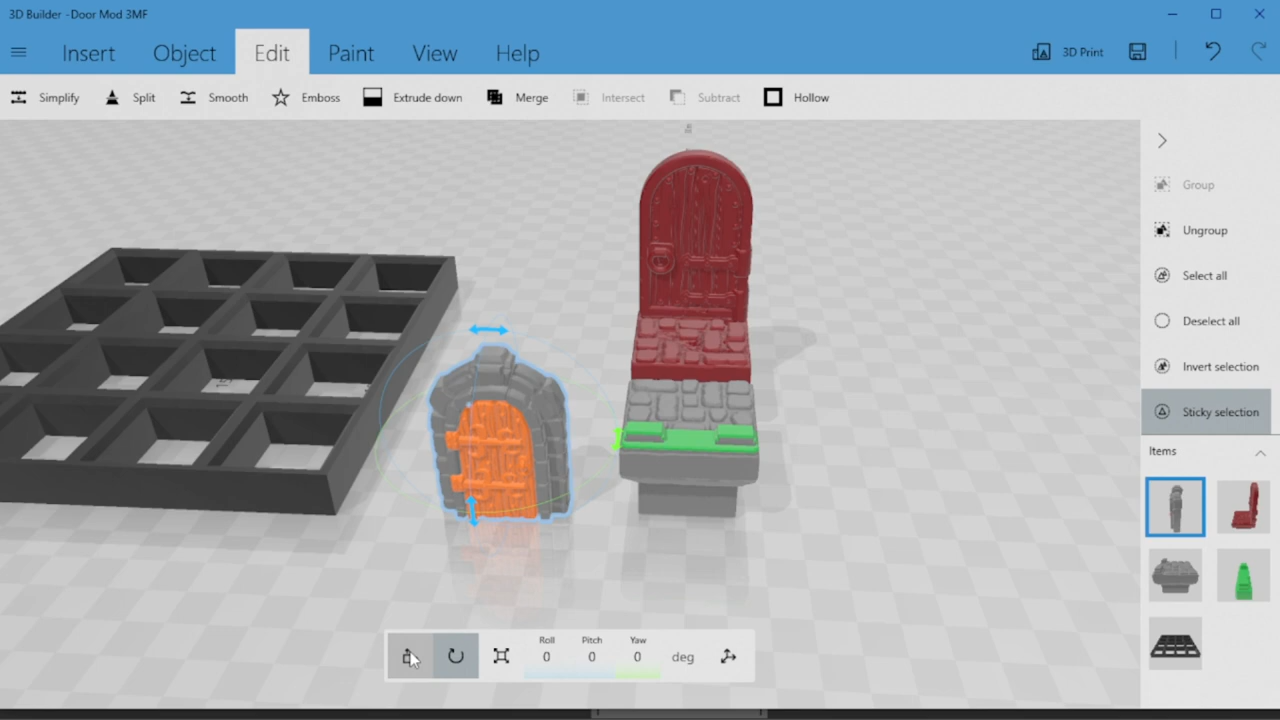 3D Builder - Door Mod 3MF
Insert Object Edit Paint View Help 3D Print
Simplify Split Smooth Emboss Extrude down Merge Intersect Subtract Hollow
Group
Ungroup
Select all
Deselect all
Invert selection
Sticky selection
Items
Roll Pitch Yaw
0 0 0 deg